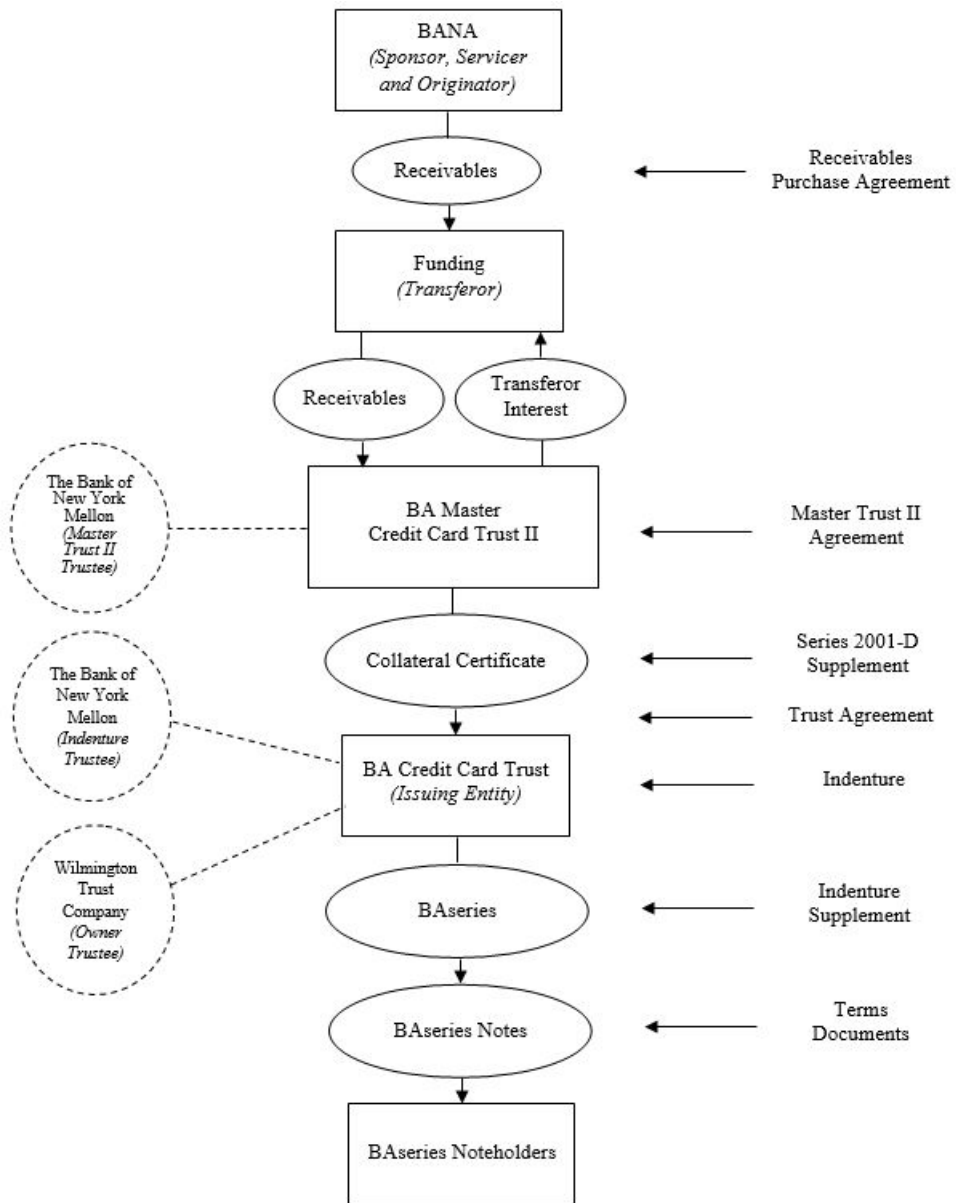 BANA
(Sponsor, Servicer
and Originator)
Receivables
Receivables
Purchase Agreement
Funding
(Transferor)
Receivables
Transferor
Interest
The Bank of
New York
Mellon
(Master
Trust II
Trustee)
BA Master
Credit Card Trust II
Master Trust II
Agreement
Collateral Certificate
Series 2001-D
Supplement
The Bank of
New York
Mellon
(Indenture
Trustee)
Trust Agreement
BA Credit Card Trust
(Issuing Entity)
Indenture
Wilmington
Trust
Company
(Owner
Trustee)
BAseries
Indenture
Supplement
BAseries Notes
Terms
Documents
BAseries Noteholders